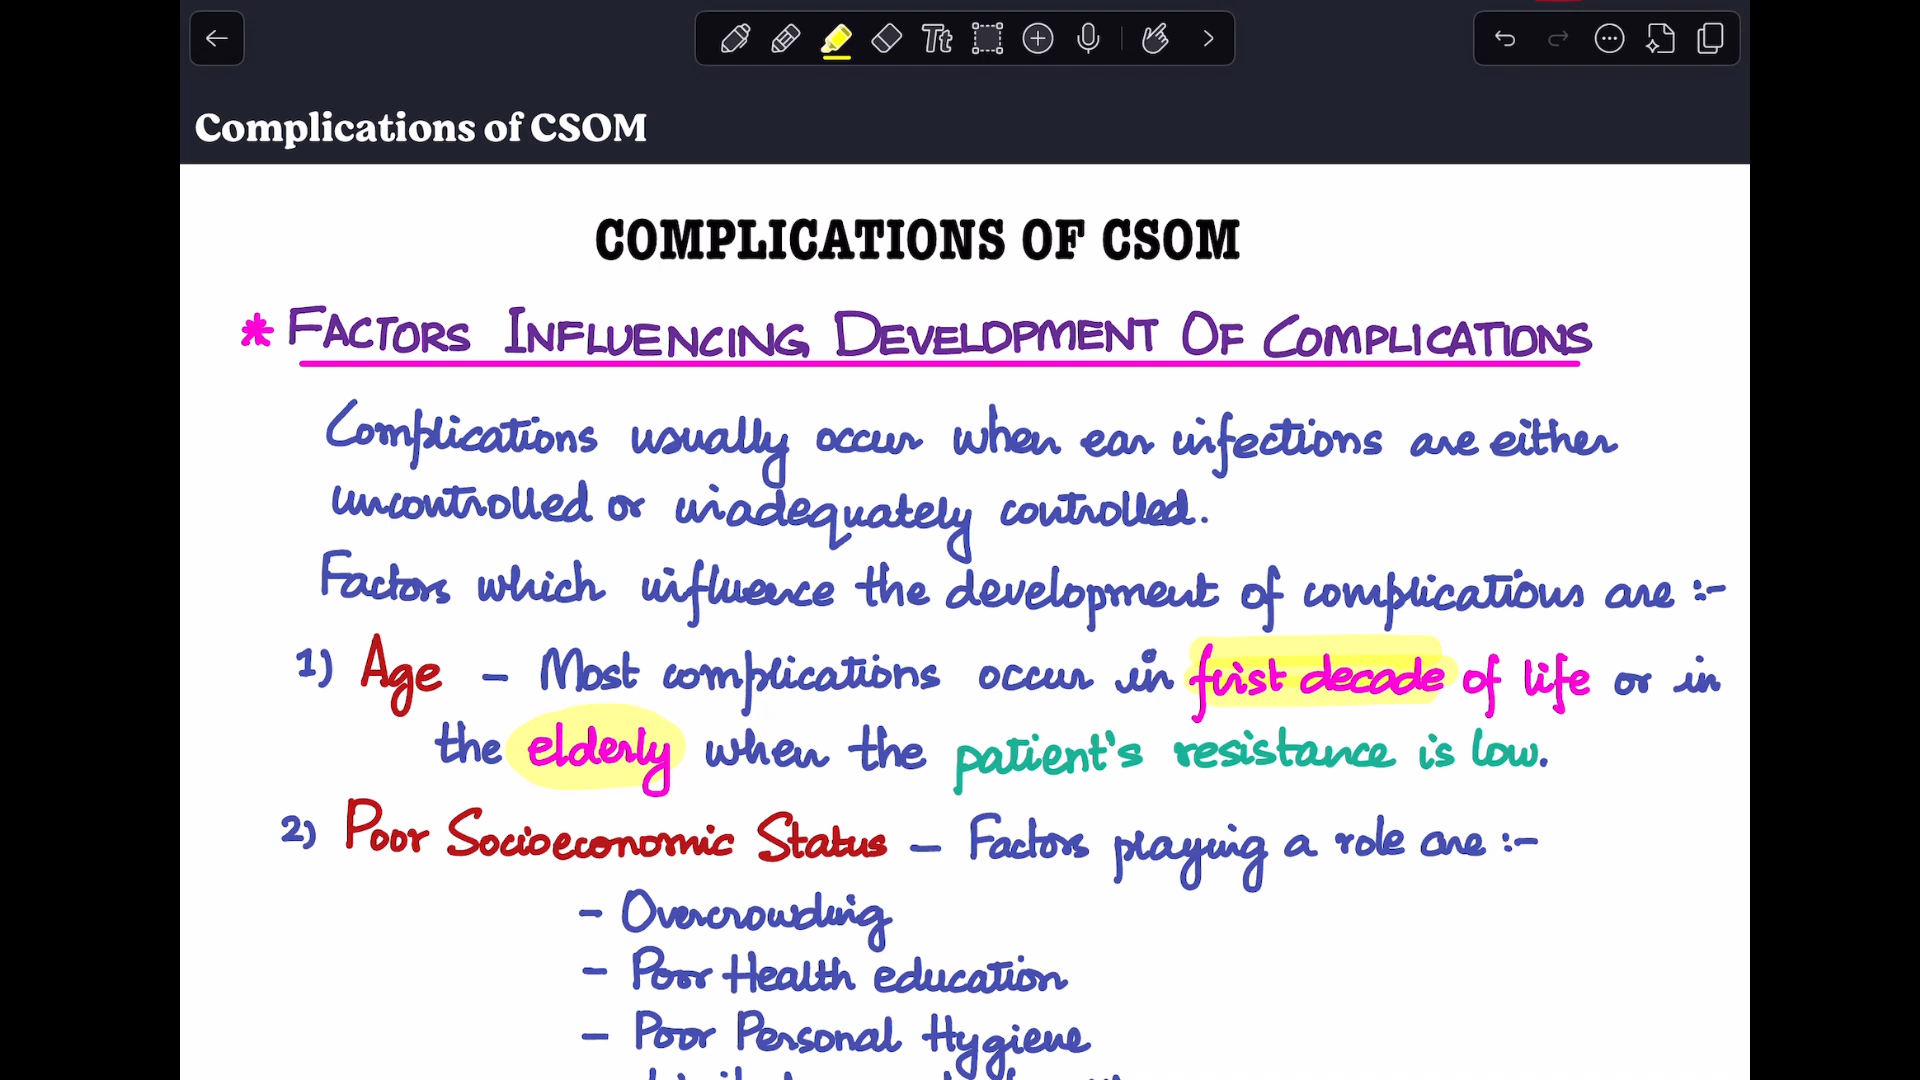 Tt
Complications of CSOM
COMPLICATIONS OF CSOM
* FACTORS INFLUENCING DEVELOPMENT OF COMPLICATIONS
Complications usually occur when ear infections are either
uncontrolled or inadequately controlled.
Factors which influence the development of complications are :-
1) Age - Most complications occur in first decade of life or in
the elderly when the patient's resistance is low.
2) Poor Socioeconomic Status - Factors playing a role are :-
- Overcrowding
- Poor Health education
- Poor Personal Hygiene